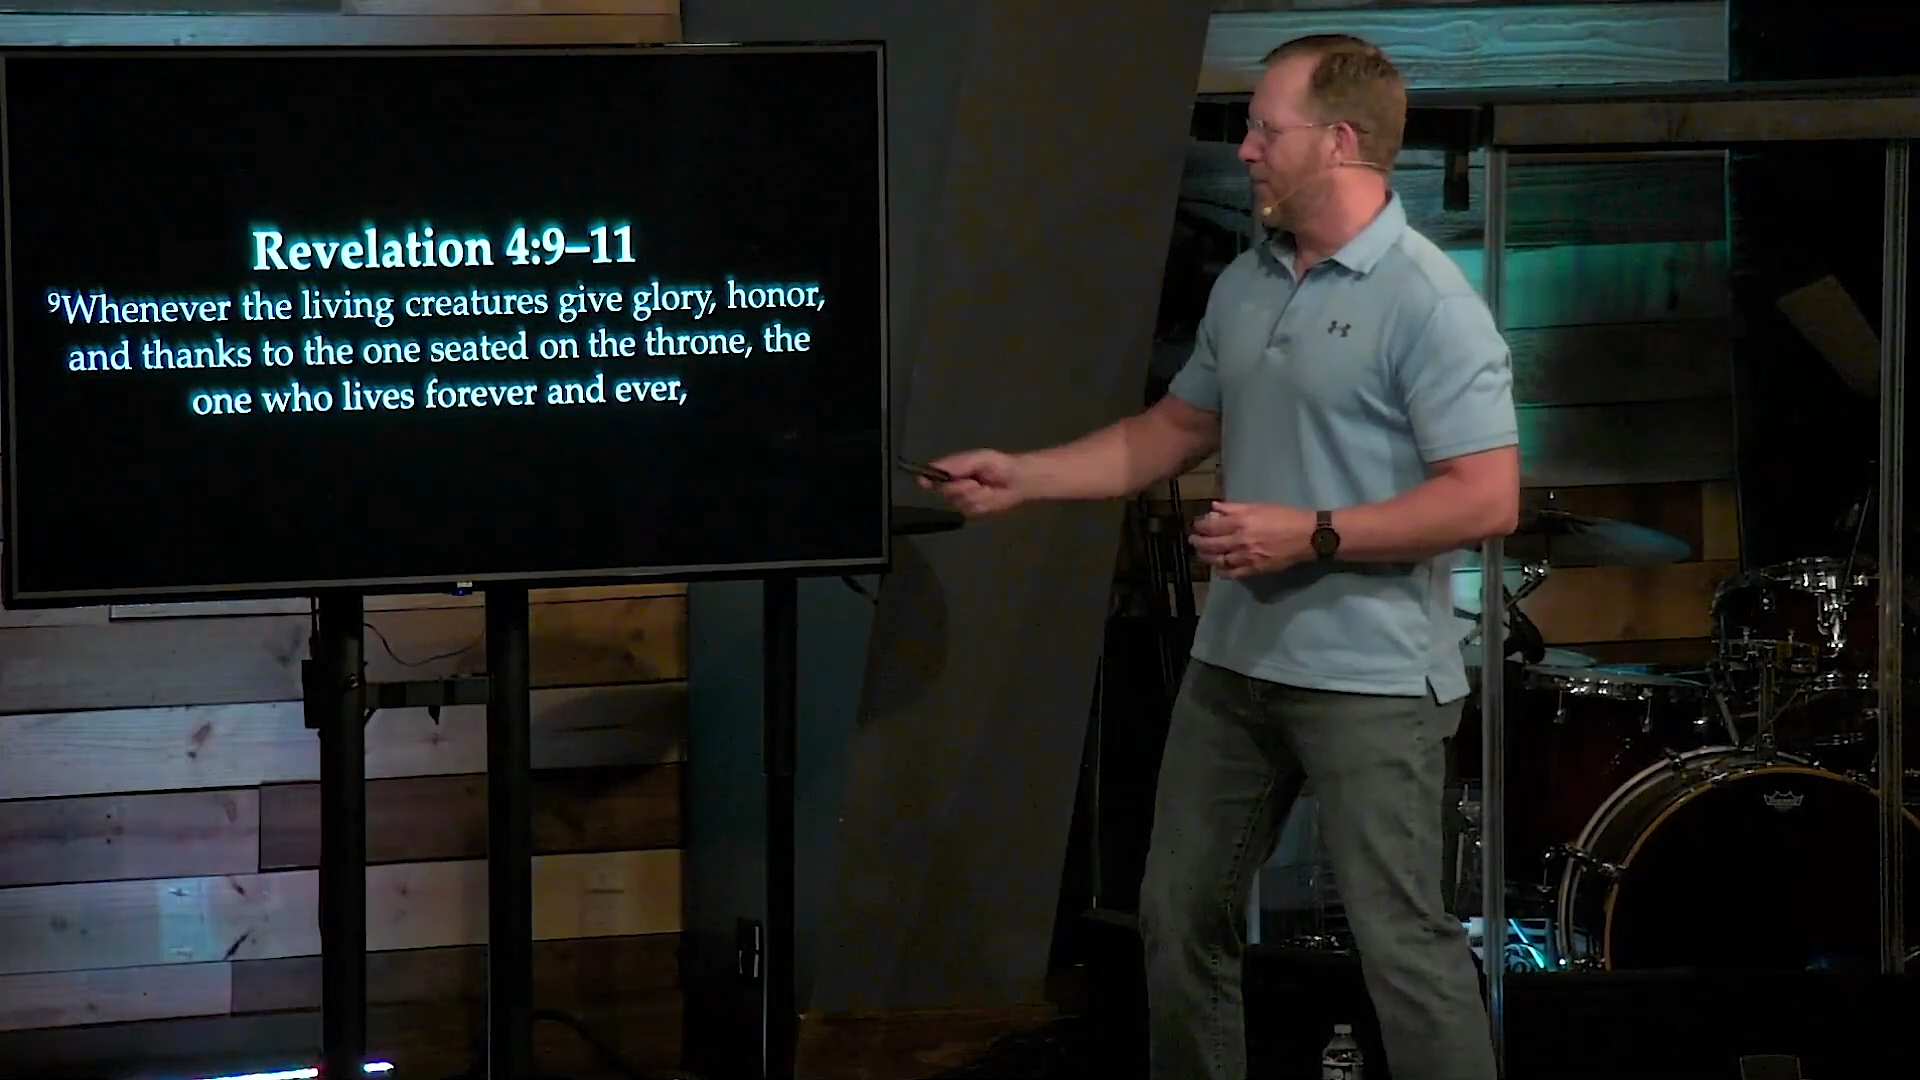 Revelation 4:9–11
⁹Whenever the living creatures give glory, honor,
and thanks to the one seated on the throne, the
one who lives forever and ever,